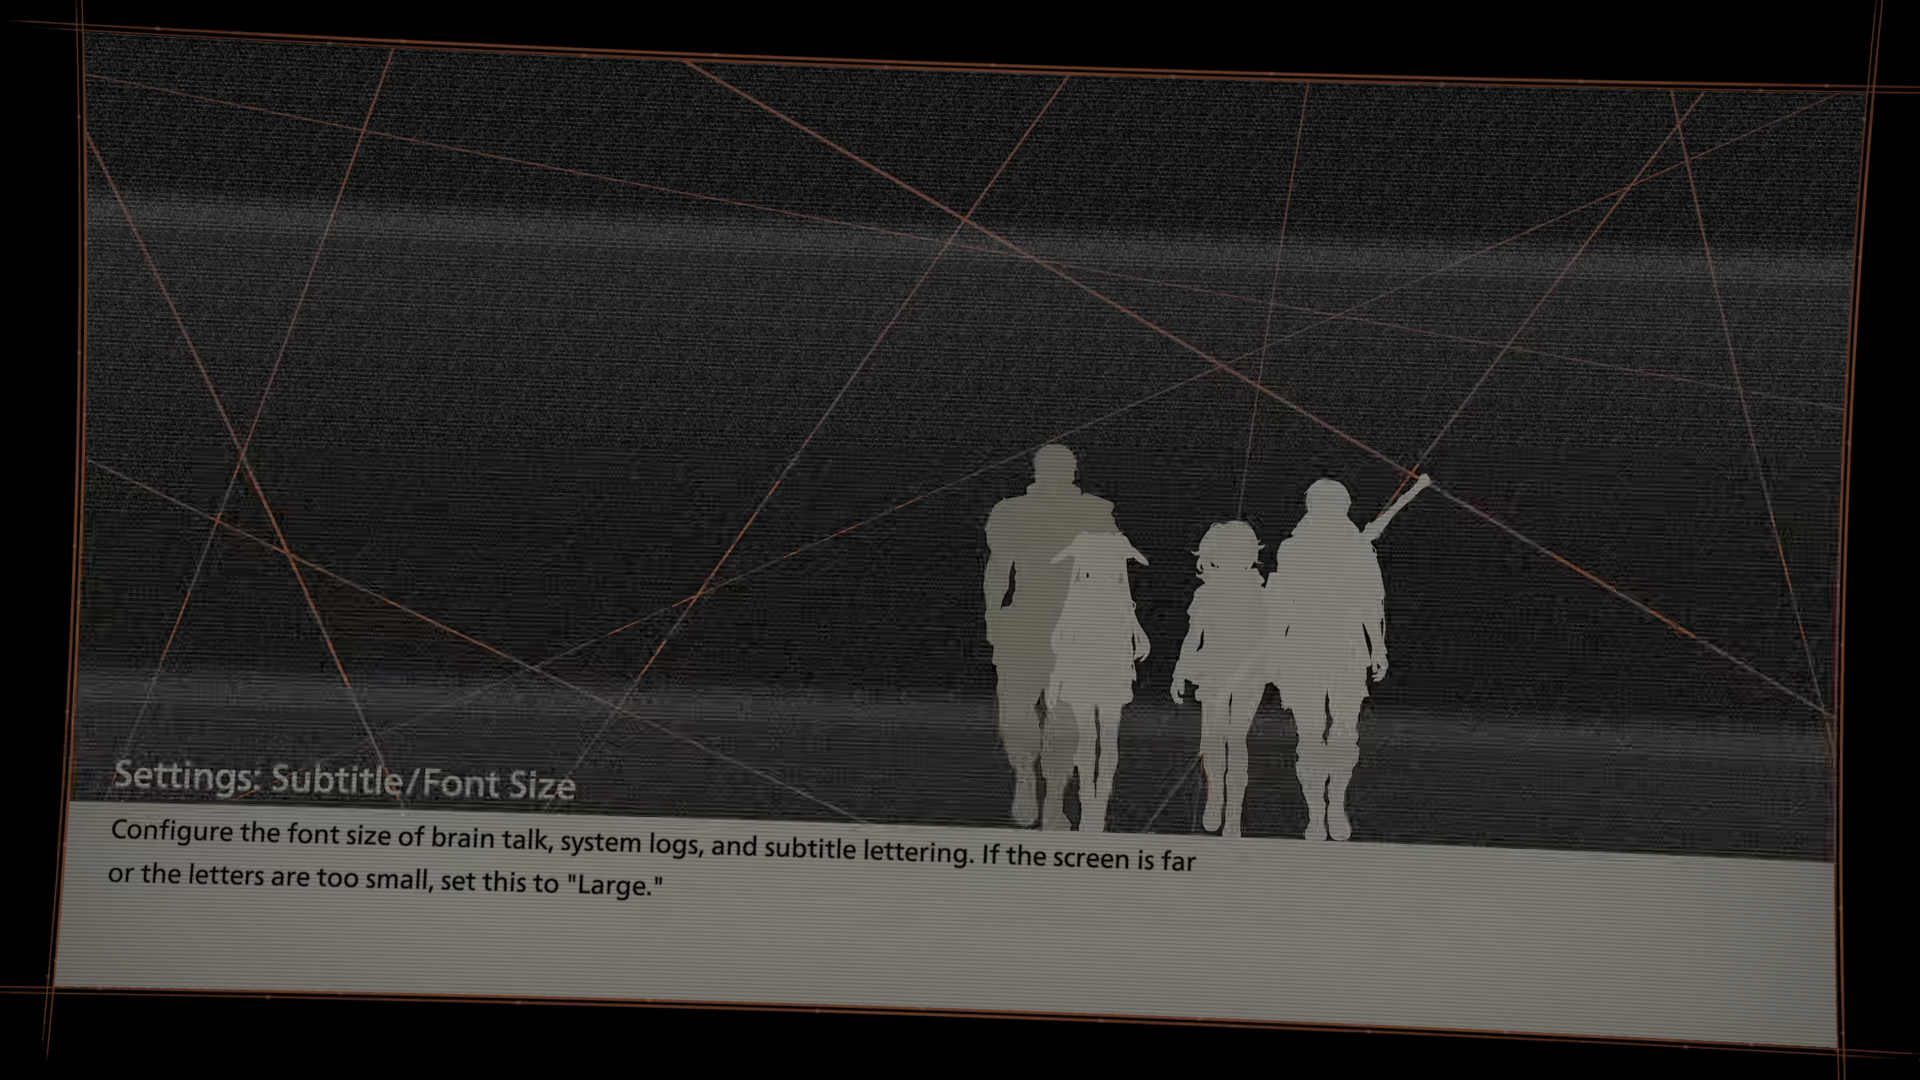 Settings: Subtitle/Font Size
Configure the font size of brain talk, system logs, and subtitle lettering. If the screen is far
or the letters are too small, set this to "Large."